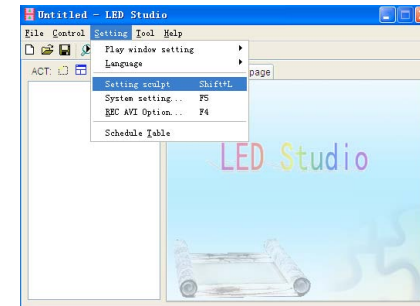 Untitled - LED Studio
File Control Setting Tool Help
Play window setting
Language
ACT:
page
Setting sculpt Shift+L
System setting... F5
REC AVI Option... F4
Schedule Table
LED Studio